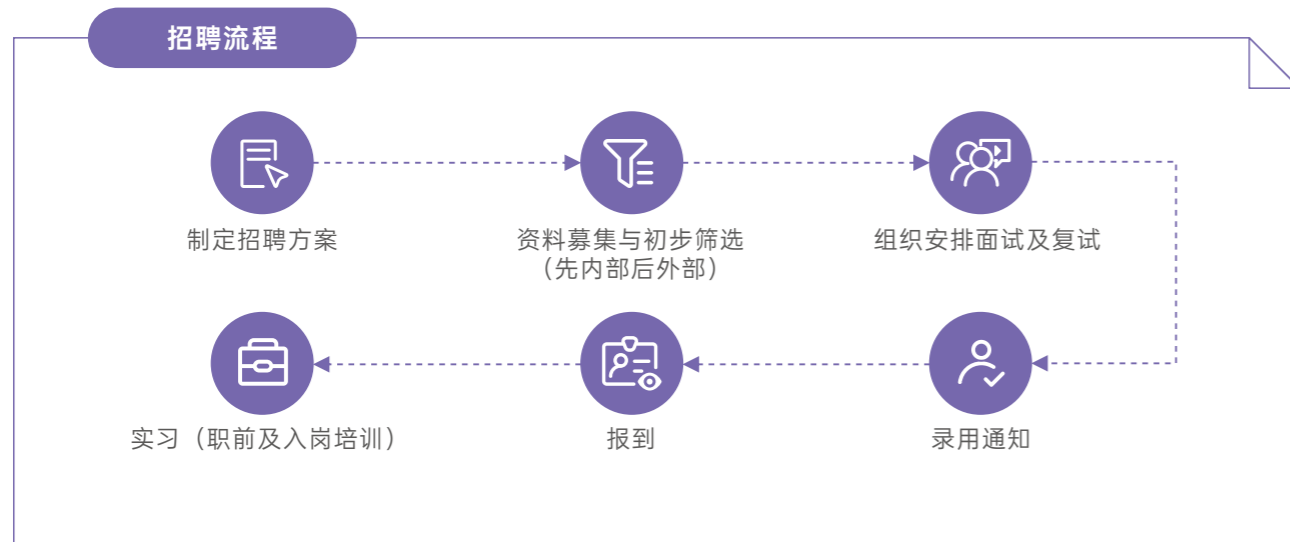 招聘流程
制定招聘方案
资料募集与初步筛选
（先内部后外部）
组织安排面试及复试
实习（职前及入岗培训）
报到
录用通知